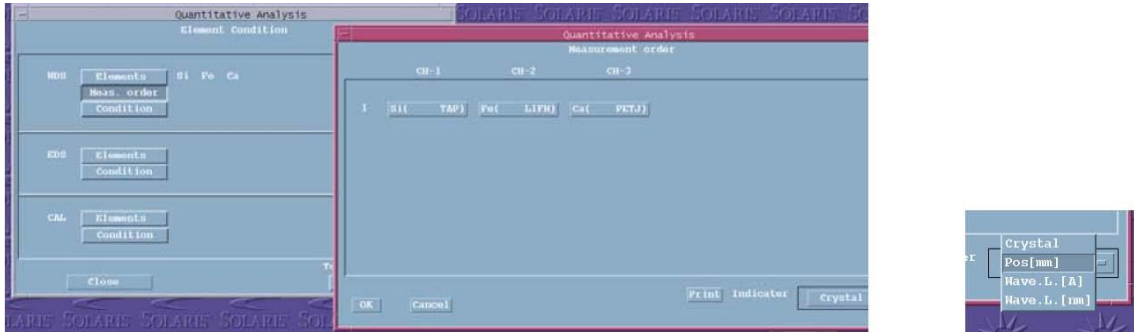 Quantitative Analysis
Element Condition
WDS Elements Si Fe Ca
Meas. order
Condition
EDS Elements
Condition
CAL Elements
Condition
Close
Quantitative Analysis
Measurement order
CH-1 CH-2 CH-3
1 Si( TAP) Fe( LIFH) Ca( PETJ)
OK Cancel Print Indicater Crystal
Crystal
Pos[mm]
Wave.L.[A]
Wave.L.[nm]
SOLARIS SOLARIS SOLARIS SOLARIS SOLARIS
SOLARIS SOLARIS SOLARIS